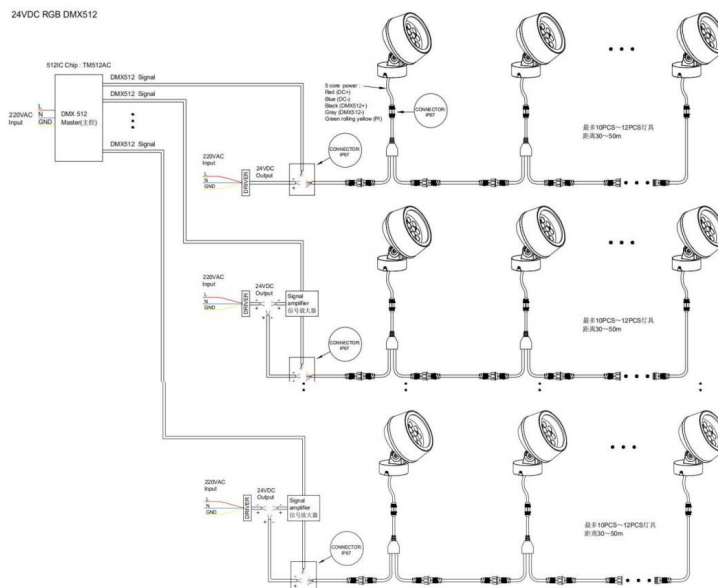 24VDC RGB DMX512
512IC Chip : TM512AC
DMX512 Signal
DMX512 Signal
DMX512 Signal
220VAC
Input
L
N
GND
DMX 512
Master(主控)
5 core power :
Red (DC+)
Blue (DC-)
Black (DMX512+)
Gray (DMX512-)
Green rolling yellow (PI)
CONNECTOR:
IP67
CONNECTOR:
IP67
最多10PCS～12PCS灯具
距离30～50m
220VAC
Input
L
N
GND
DRIVER
24VDC
Output
220VAC
Input
L
N
GND
DRIVER
24VDC
Output
Signal
amplifier
信号放大器
CONNECTOR:
IP67
最多10PCS～12PCS灯具
距离30～50m
220VAC
Input
L
N
GND
DRIVER
24VDC
Output
Signal
amplifier
信号放大器
CONNECTOR:
IP67
最多10PCS～12PCS灯具
距离30～50m